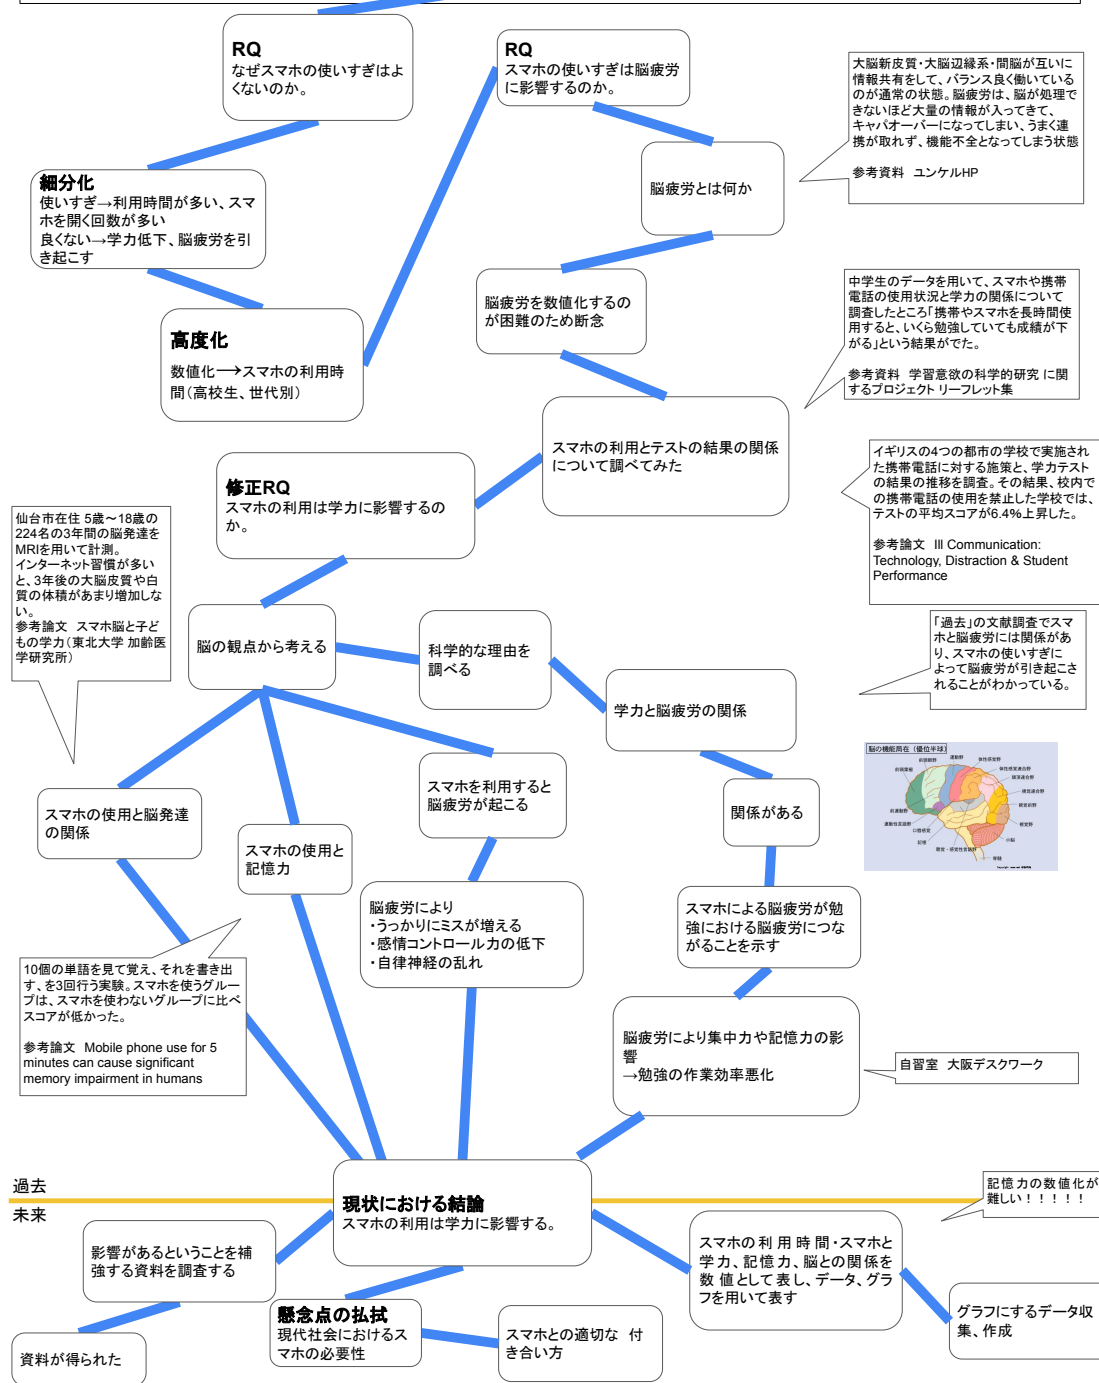 RQ
なぜスマホの使いすぎはよ
くないのか。
RQ
スマホの使いすぎは脳疲労
に影響するのか。
大脳新皮質・大脳辺縁系・間脳が互いに
情報共有をして、バランス良く働いている
のが通常の状態。脳疲労は、脳が処理で
きないほど大量の情報が入ってきて、
キャパオーバーになってしまい、うまく連
携が取れず、機能不全となってしまう状態
参考資料 ユンケルHP
細分化
使いすぎ→利用時間が多い、スマ
ホを開く回数が多い
良くない→学力低下、脳疲労を引
き起こす
脳疲労とは何か
高度化
数値化→スマホの利用時
間(高校生、世代別)
脳疲労を数値化するの
が困難のため断念
中学生のデータを用いて、スマホや携帯
電話の使用状況と学力の関係について
調査したところ「携帯やスマホを長時間使
用すると、いくら勉強していても成績が下
がる」という結果がでた。
参考資料 学習意欲の科学的研究 に関
するプロジェクト リーフレット集
スマホの利用とテストの結果の関係
について調べてみた
イギリスの4つの都市の学校で実施され
た携帯電話に対する施策と、学力テスト
の結果の推移を調査。その結果、校内で
の携帯電話の使用を禁止した学校では、
テストの平均スコアが6.4%上昇した。
参考論文 Ill Communication:
Technology, Distraction & Student
Performance
修正RQ
スマホの利用は学力に影響するの
か。
仙台市在住 5歳～18歳の
224名の3年間の脳発達を
MRIを用いて計測。
インターネット習慣が多い
と、3年後の大脳皮質や白
質の体積があまり増加しな
い。
参考論文 スマホ脳と子ど
もの学力(東北大学 加齢医
学研究所)
脳の観点から考える
科学的な理由を
調べる
学力と脳疲労の関係
「過去」の文献調査でスマ
ホと脳疲労には関係があ
り、スマホの使いすぎに
よって脳疲労が引き起こさ
れることがわかっている。
脳の機能局在(優位半球)
前頭眼野
運動野
体性感覚野
体性感覚連合野
視覚前野
視覚野
小脳
前運動野
運動性言語野
口唇感覚
記憶
聴覚・感覚性言語野
脊髄
スマホの使用と脳発達
の関係
スマホの使用と
記憶力
スマホを利用すると
脳疲労が起こる
関係がある
脳疲労により
・うっかりにミスが増える
・感情コントロール力の低下
・自律神経の乱れ
スマホによる脳疲労が勉
強における脳疲労につな
がることを示す
10個の単語を見て覚え、それを書き出
す、を3回行う実験。スマホを使うグルー
プは、スマホを使わないグループに比べ
スコアが低かった。
参考論文 Mobile phone use for 5
minutes can cause significant
memory impairment in humans
脳疲労により集中力や記憶力の影
響
→勉強の作業効率悪化
自習室 大阪デスクワーク
過去
未来
現状における結論
スマホの利用は学力に影響する。
記憶力の数値化が
難しい！！！！！
影響があるということを補
強する資料を調査する
資料が得られた
懸念点の払拭
現代社会におけるス
マホの必要性
スマホとの適切な 付
き合い方
スマホの利用時間・スマホと
学力、記憶力、脳との関係を
数値として表し、データ、グラ
フを用いて表す
グラフにするデータ収
集、作成